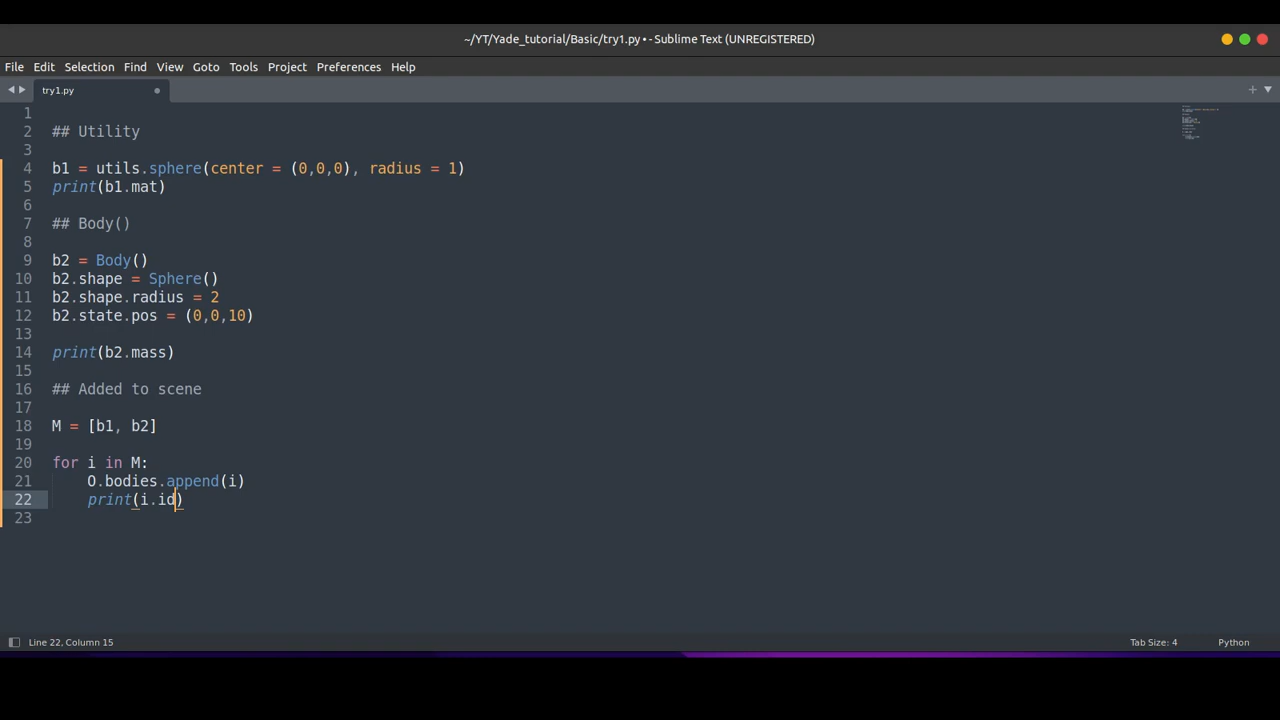 ~/YT/Yade_tutorial/Basic/try1.py • - Sublime Text (UNREGISTERED)
File Edit Selection Find View Goto Tools Project Preferences Help
try1.py
1
2 ## Utility
3
4 b1 = utils.sphere(center = (0,0,0), radius = 1)
5 print(b1.mat)
6
7 ## Body()
8
9 b2 = Body()
10 b2.shape = Sphere()
11 b2.shape.radius = 2
12 b2.state.pos = (0,0,10)
13
14 print(b2.mass)
15
16 ## Added to scene
17
18 M = [b1, b2]
19
20 for i in M:
21     O.bodies.append(i)
22     print(i.id)
23
Line 22, Column 15 Tab Size: 4 Python